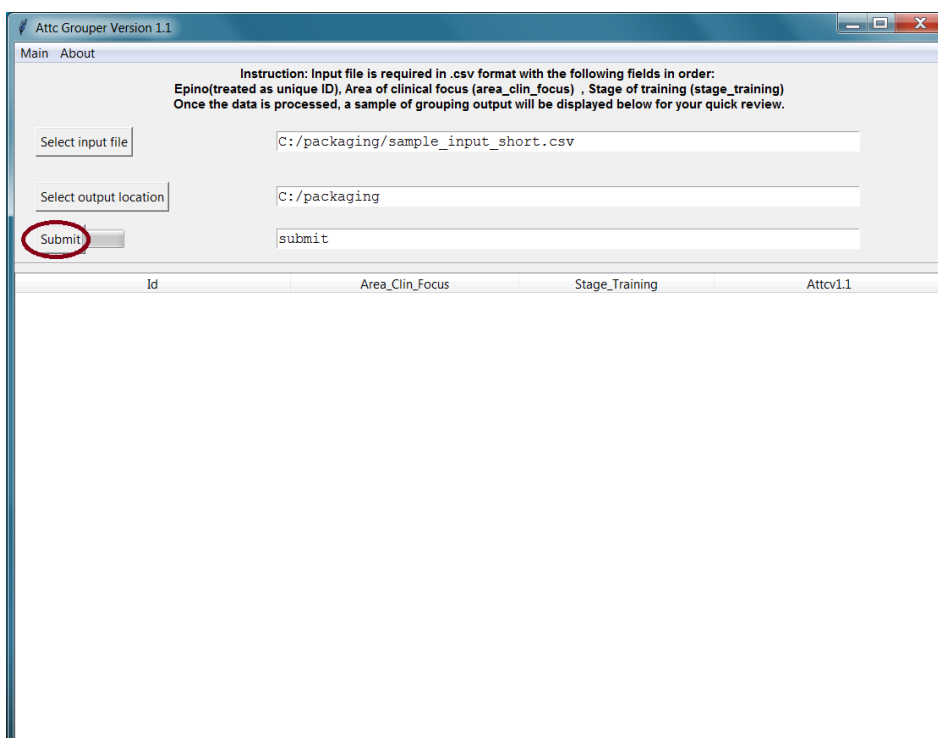 Attc Grouper Version 1.1
Main About
Instruction: Input file is required in .csv format with the following fields in order:
Epino(treated as unique ID), Area of clinical focus (area_clin_focus) , Stage of training (stage_training)
Once the data is processed, a sample of grouping output will be displayed below for your quick review.
Select input file C:/packaging/sample_input_short.csv
Select output location C:/packaging
Submit submit
Id Area_Clin_Focus Stage_Training Attcv1.1